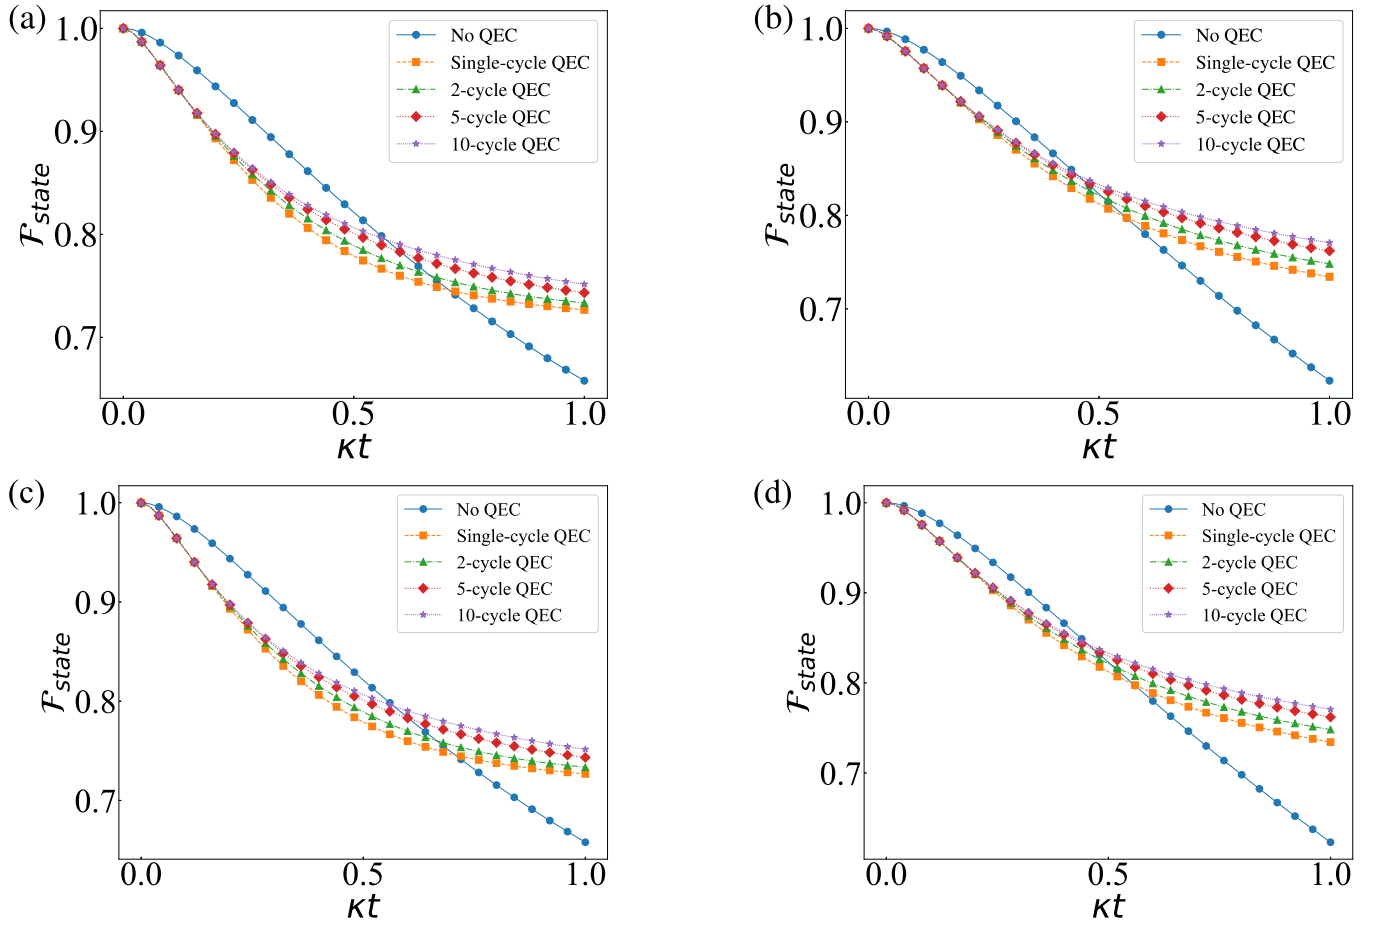 (a)
1.0
0.9
0.8
0.7
0.0
0.5
1.0
κt
ℱstate
No QEC
Single-cycle QEC
2-cycle QEC
5-cycle QEC
10-cycle QEC
(b)
1.0
0.9
0.8
0.7
0.0
0.5
1.0
κt
ℱstate
No QEC
Single-cycle QEC
2-cycle QEC
5-cycle QEC
10-cycle QEC
(c)
1.0
0.9
0.8
0.7
0.0
0.5
1.0
κt
ℱstate
No QEC
Single-cycle QEC
2-cycle QEC
5-cycle QEC
10-cycle QEC
(d)
1.0
0.9
0.8
0.7
0.0
0.5
1.0
κt
ℱstate
No QEC
Single-cycle QEC
2-cycle QEC
5-cycle QEC
10-cycle QEC